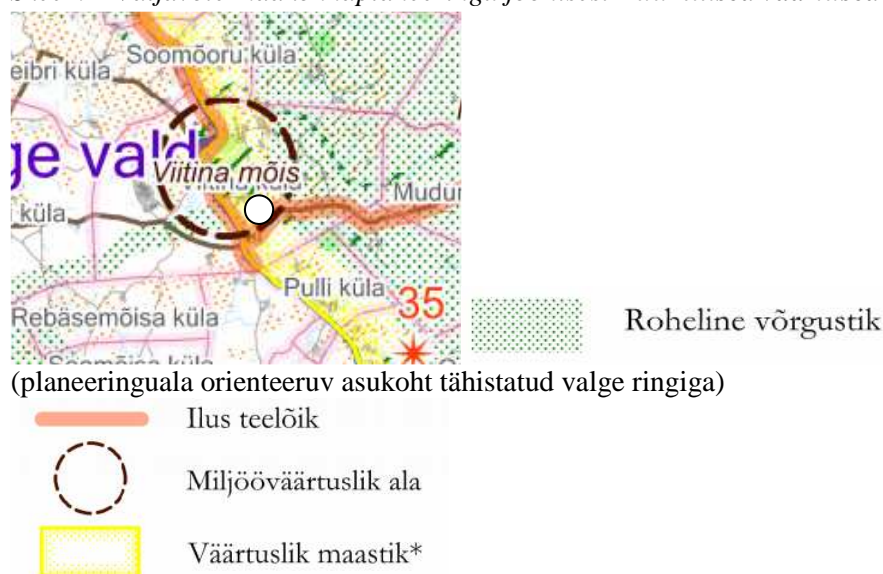 Soomõoru küla
eibri küla
ge vald
Viitina mõis
küla
Pulli küla
35
Rebäsemõisa küla
Roheline võrgustik
(planeeringuala orienteeruv asukoht tähistatud valge ringiga)
Ilus teelõik
Miljööväärtuslik ala
Väärtuslik maastik*